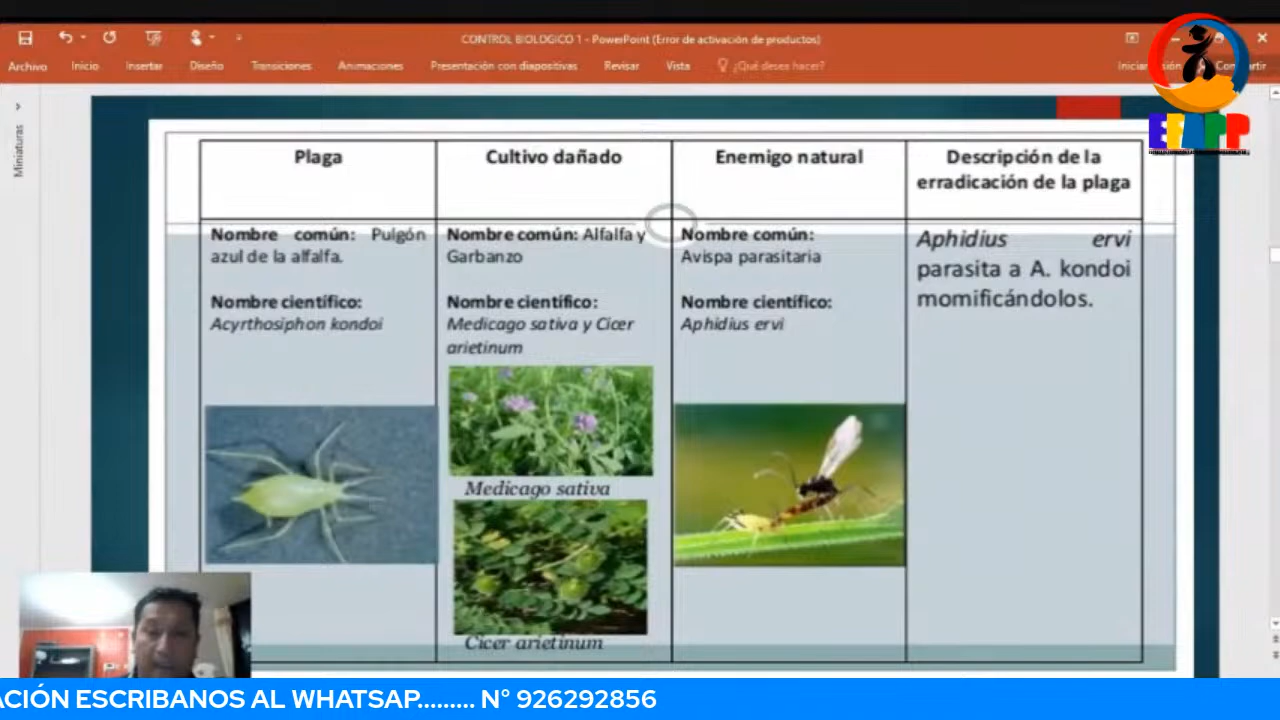 CONTROL BIOLOGICO 1 - PowerPoint (Error de activación de productos)
Archivo Inicio Insertar Diseño Transiciones Animaciones Presentación con diapositivas Revisar Vista ¿Qué desea hacer?
Miniaturas
EFAPP
Plaga
Cultivo dañado
Enemigo natural
Descripción de la
erradicación de la plaga
Nombre común: Pulgón
azul de la alfalfa.
Nombre científico:
Acyrthosiphon kondoi
Nombre común: Alfalfa y
Garbanzo
Nombre científico:
Medicago sativa y Cicer
arietinum
Medicago sativa
Cicer arietinum
Nombre común:
Avispa parasitaria
Nombre científico:
Aphidius ervi
Aphidius ervi
parasita a A. kondoi
momificándolos.
ACIÓN ESCRIBANOS AL WHATSAP......... N° 926292856